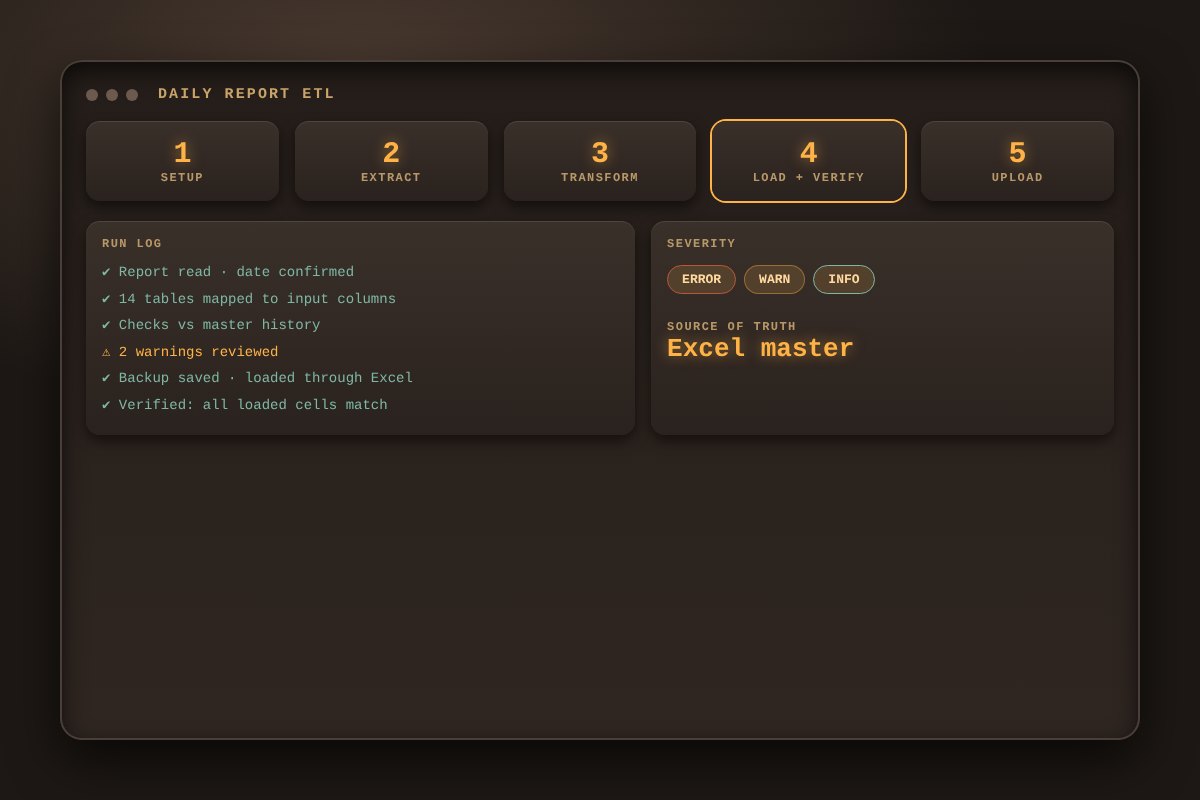 DAILY REPORT ETL
1
SETUP
2
EXTRACT
3
TRANSFORM
4
LOAD + VERIFY
5
UPLOAD
RUN LOG
✔ Report read · date confirmed
✔ 14 tables mapped to input columns
✔ Checks vs master history
⚠ 2 warnings reviewed
✔ Backup saved · loaded through Excel
✔ Verified: all loaded cells match
SEVERITY
ERROR WARN INFO
SOURCE OF TRUTH
Excel master